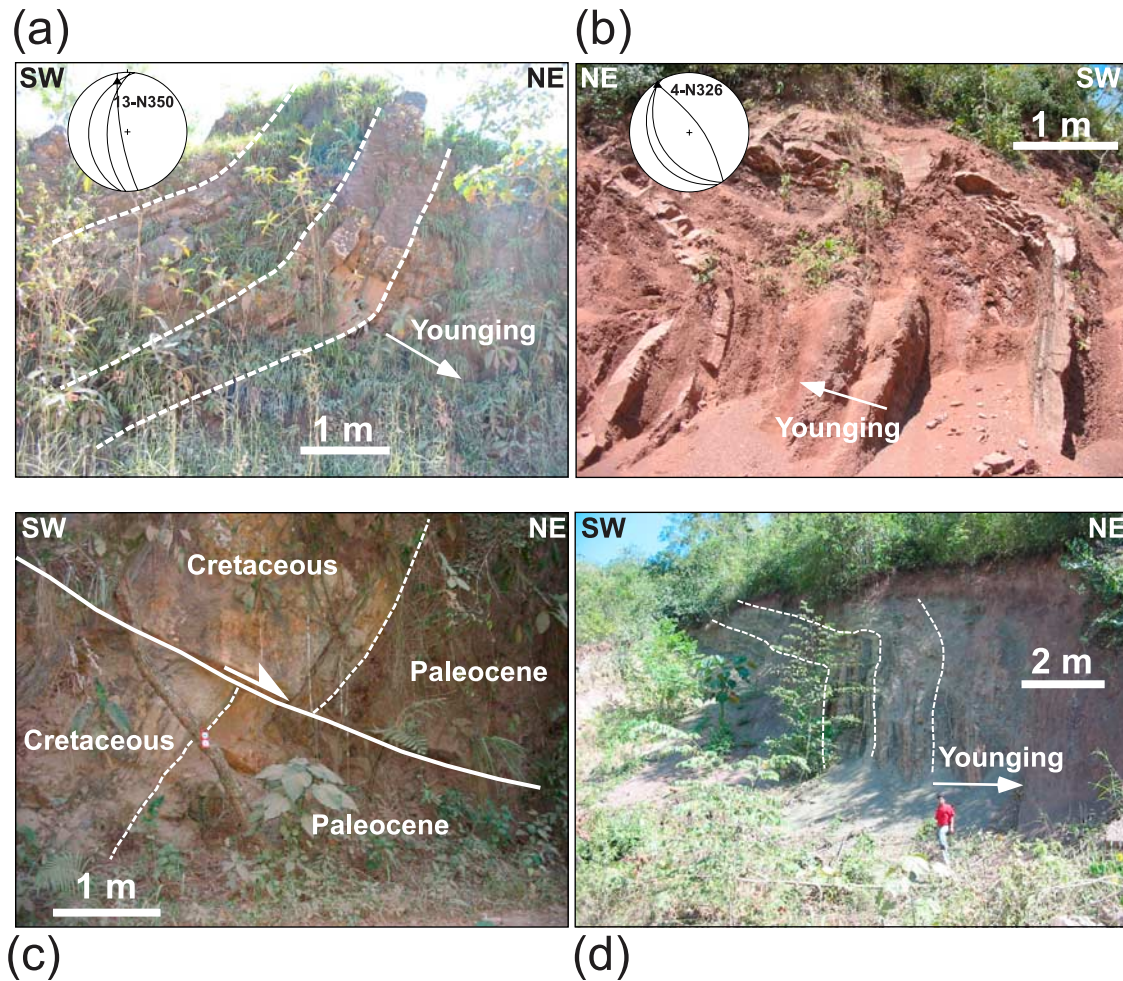 (a)
SW
NE
13-N350
Younging
1 m
(b)
NE
SW
4-N326
1 m
Younging
SW
NE
Cretaceous
Paleocene
Cretaceous
Paleocene
1 m
(c)
SW
NE
2 m
Younging
(d)